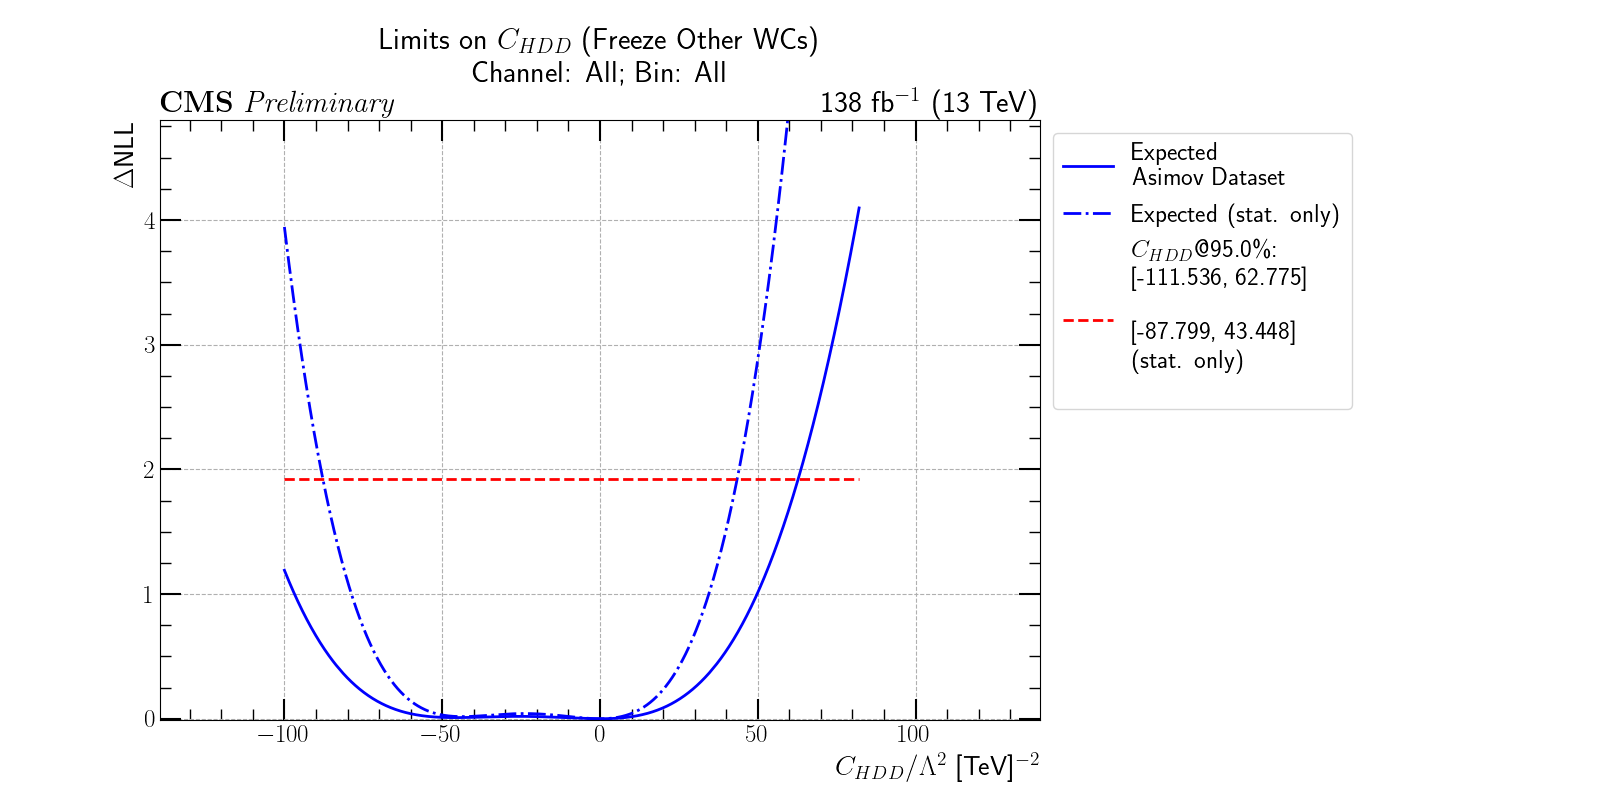 Limits on C_{HDD} (Freeze Other WCs)
Channel: All; Bin: All
CMS Preliminary
138 fb⁻¹ (13 TeV)
ΔNLL
4
3
2
1
0
−100
−50
0
50
100
C_{HDD}/Λ² [TeV]⁻²
Expected
Asimov Dataset
Expected (stat. only)
C_{HDD}@95.0%:
[-111.536, 62.775]
[-87.799, 43.448]
(stat. only)